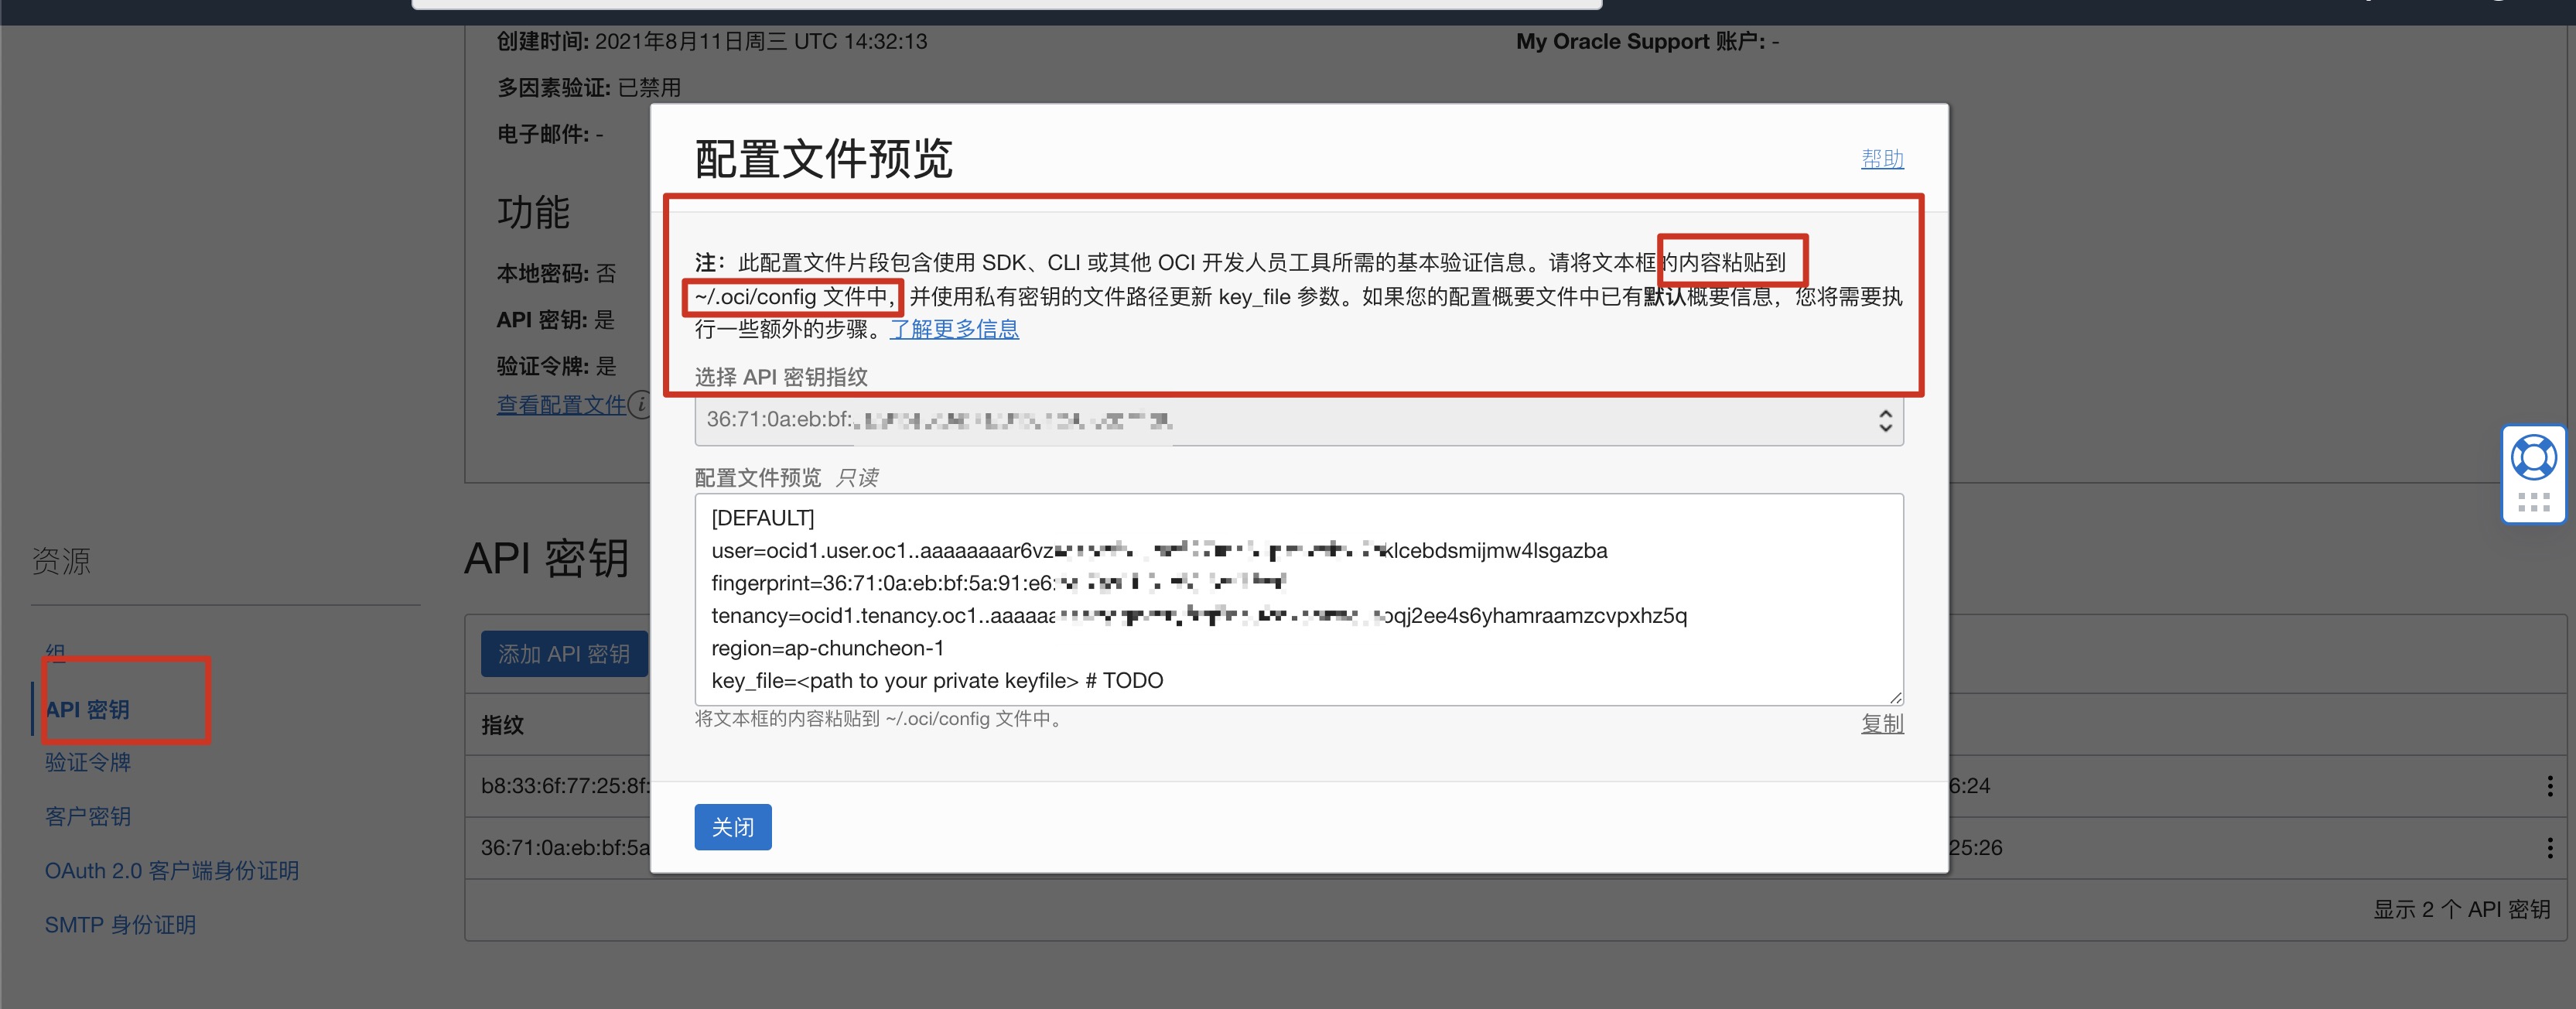 创建时间: 2021年8月11日周三 UTC 14:32:13
My Oracle Support 账户: -
多因素验证: 已禁用
电子邮件: -
功能
本地密码: 否
API 密钥: 是
验证令牌: 是
查看配置文件
配置文件预览
帮助
注：此配置文件片段包含使用 SDK、CLI 或其他 OCI 开发人员工具所需的基本验证信息。请将文本框的内容粘贴到
~/.oci/config 文件中，并使用私有密钥的文件路径更新 key_file 参数。如果您的配置概要文件中已有默认概要信息，您将需要执
行一些额外的步骤。了解更多信息
选择 API 密钥指纹
36:71:0a:eb:bf:
配置文件预览 只读
[DEFAULT]
user=ocid1.user.oc1..aaaaaaaar6vz klcebdsmijmw4lsgazba
fingerprint=36:71:0a:eb:bf:5a:91:e6:
tenancy=ocid1.tenancy.oc1..aaaaaa oqj2ee4s6yhamraamzcvpxhz5q
region=ap-chuncheon-1
key_file=<path to your private keyfile> # TODO
将文本框的内容粘贴到 ~/.oci/config 文件中。
复制
关闭
资源
组
API 密钥
验证令牌
客户密钥
OAuth 2.0 客户端身份证明
SMTP 身份证明
API 密钥
添加 API 密钥
指纹
b8:33:6f:77:25:8f: 6:24
36:71:0a:eb:bf:5a 25:26
显示 2 个 API 密钥